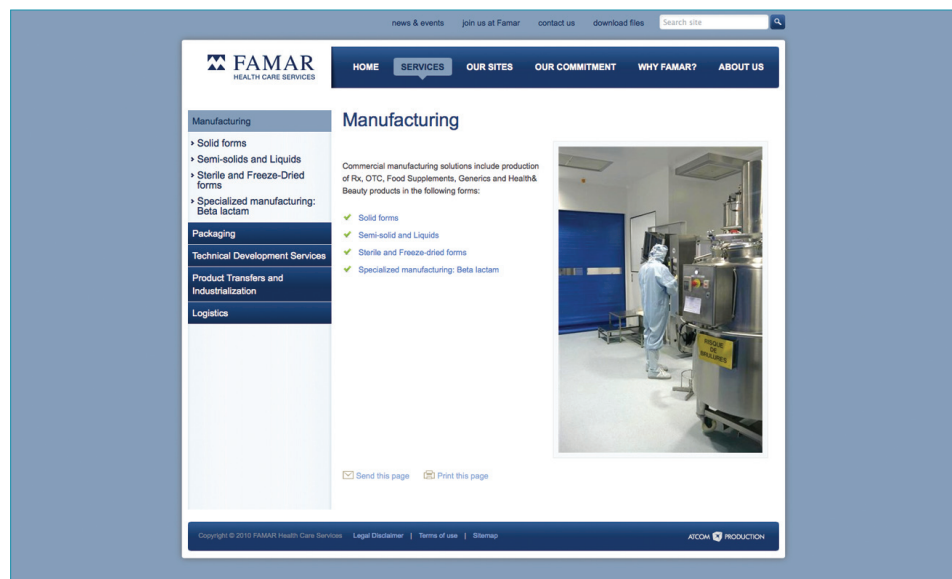 news & events join us at Famar contact us download files Search site
FAMAR
HEALTH CARE SERVICES
HOME SERVICES OUR SITES OUR COMMITMENT WHY FAMAR? ABOUT US
Manufacturing
› Solid forms
› Semi-solids and Liquids
› Sterile and Freeze-Dried
forms
› Specialized manufacturing:
Beta lactam
Packaging
Technical Development Services
Product Transfers and
Industrialization
Logistics
Manufacturing
Commercial manufacturing solutions include production
of Rx, OTC, Food Supplements, Generics and Health&
Beauty products in the following forms:
Solid forms
Semi-solid and Liquids
Sterile and Freeze-dried forms
Specialized manufacturing: Beta lactam
RISQUE
DE
BRULURES
Send this page Print this page
Copyright © 2010 FAMAR Health Care Services Legal Disclaimer | Terms of use | Sitemap
ATCOM PRODUCTION